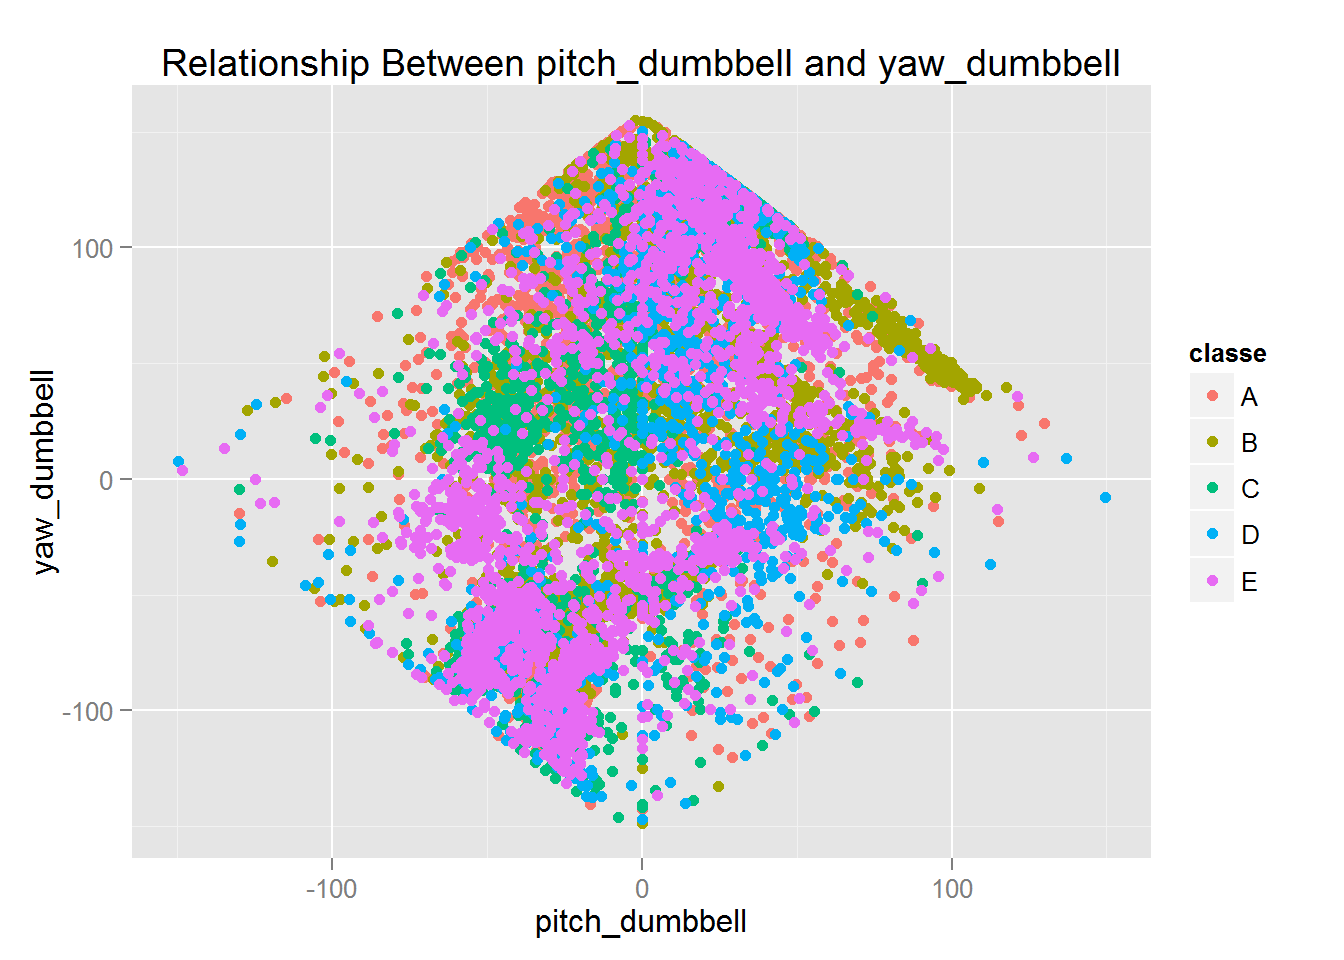 Relationship Between pitch_dumbbell and yaw_dumbbell
yaw_dumbbell
100
0
-100
-100
0
100
pitch_dumbbell
classe
A
B
C
D
E